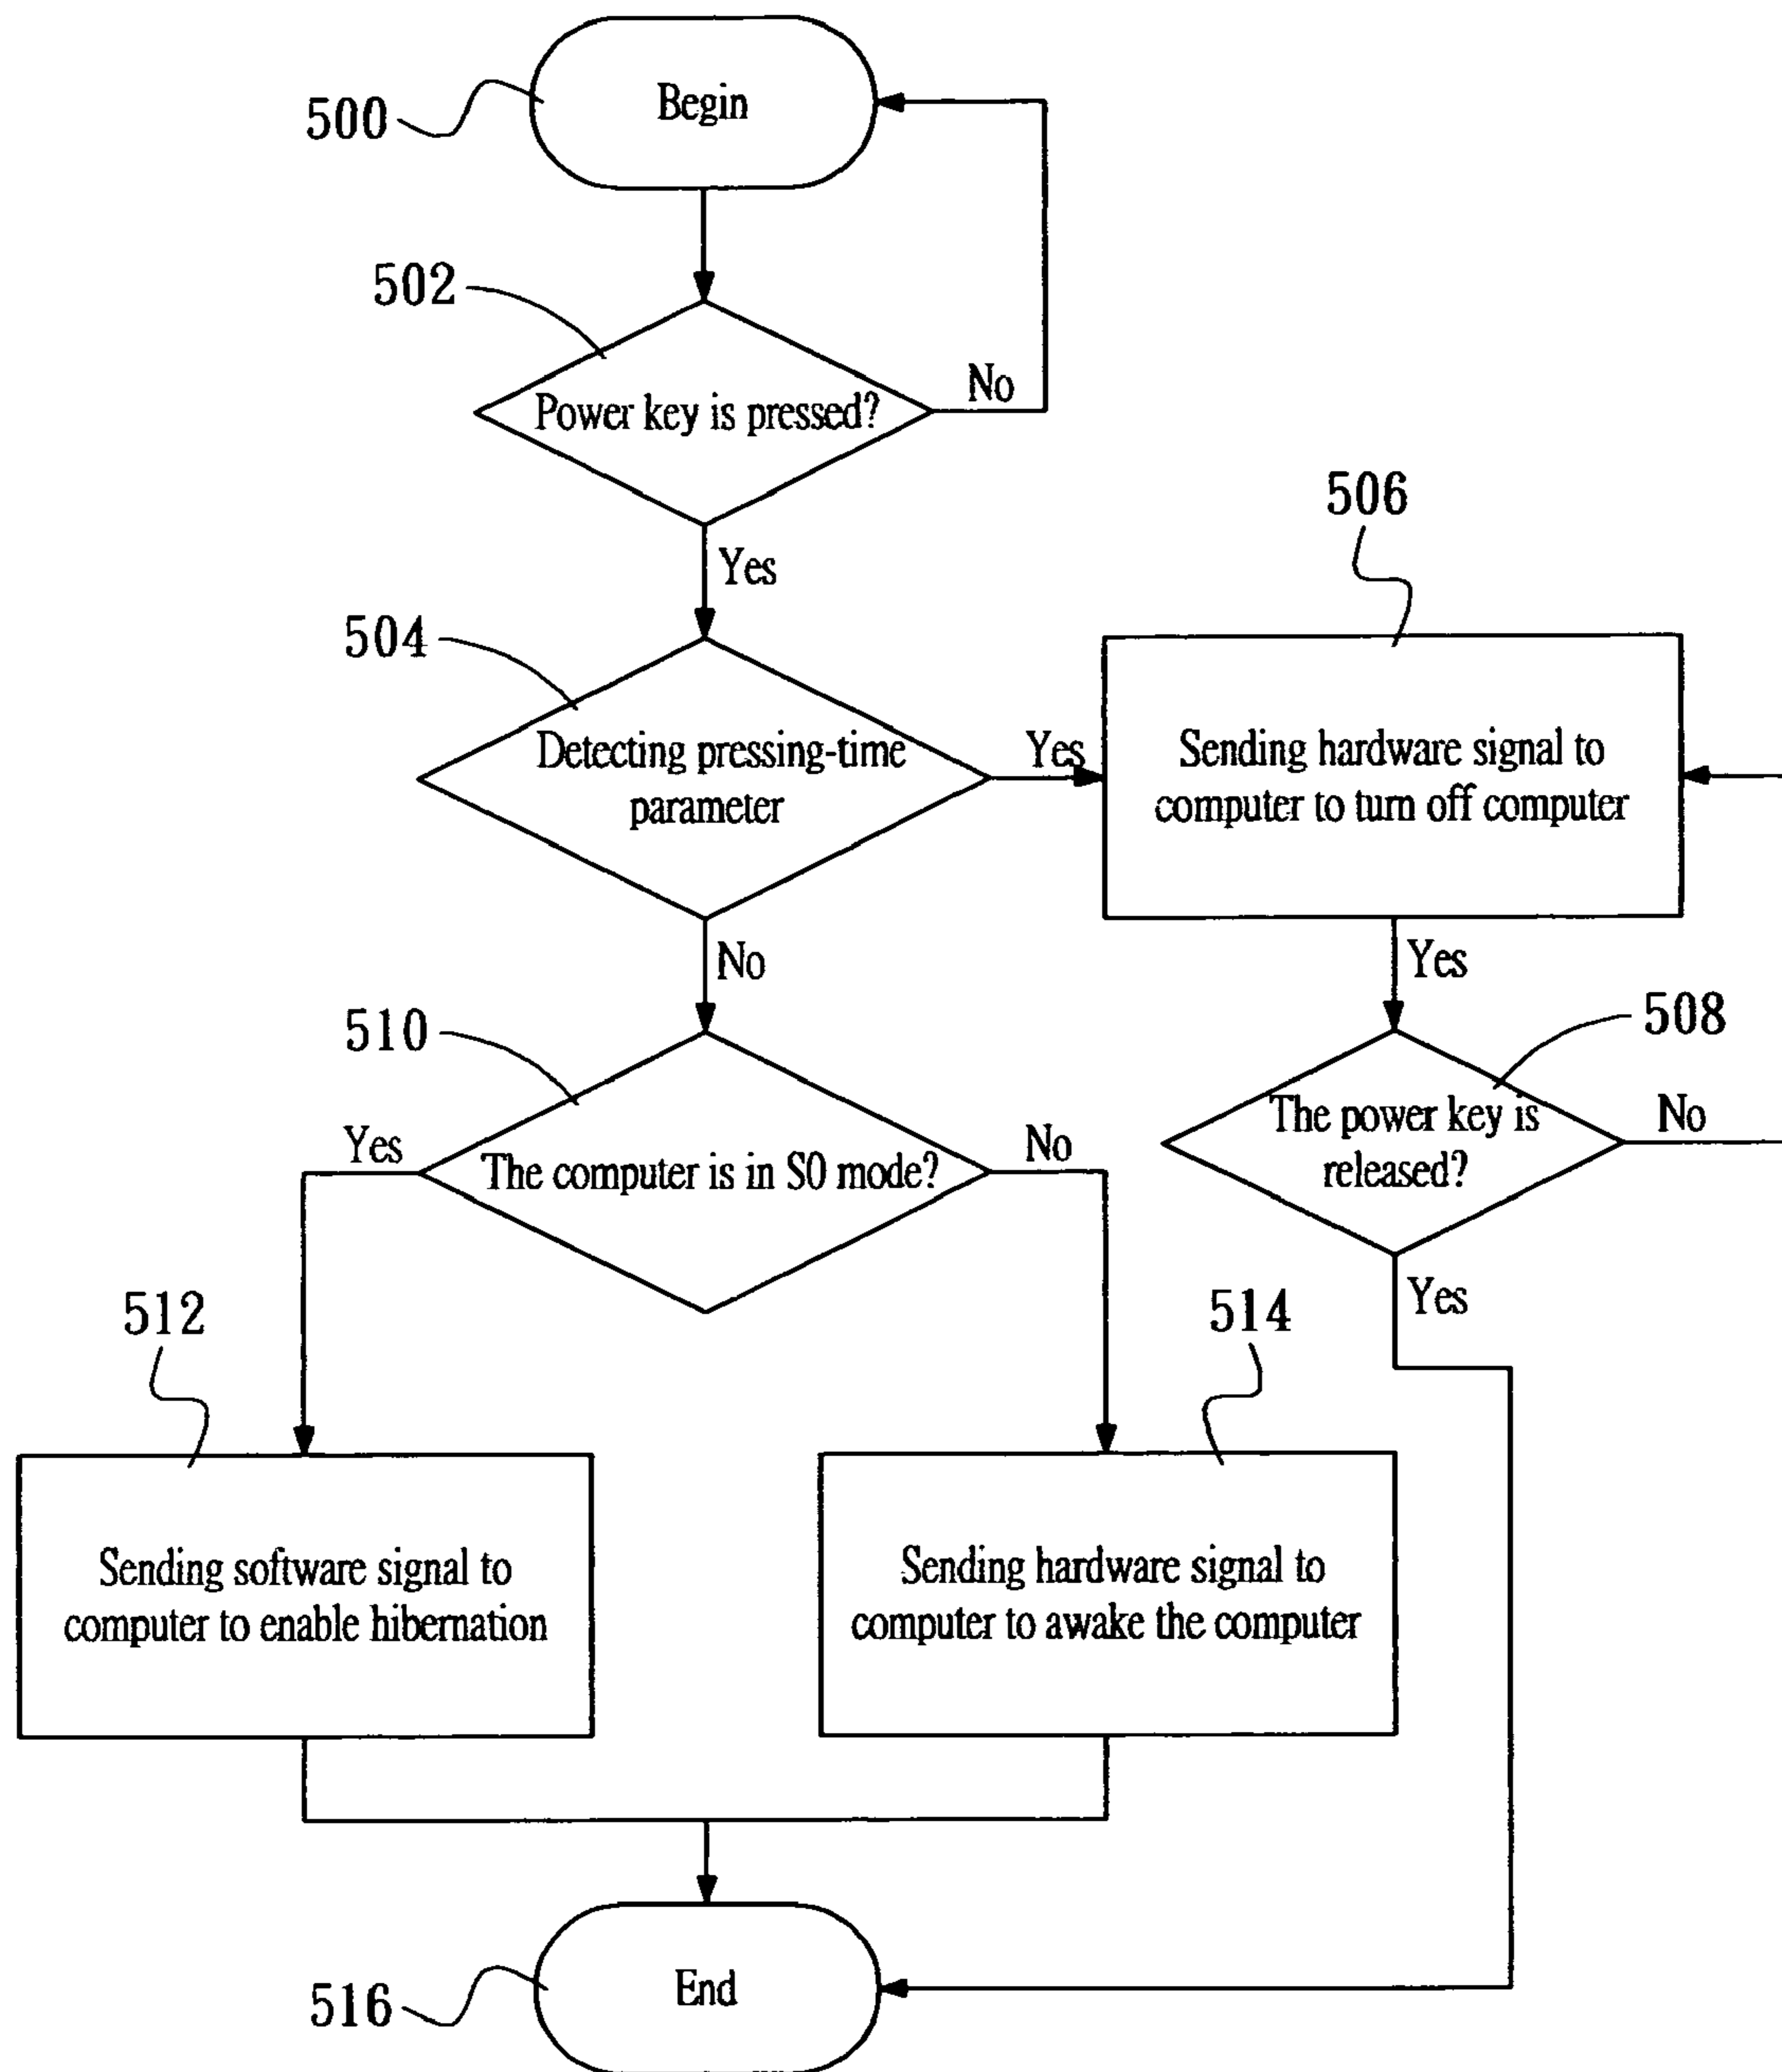 500
Begin
502
Power key is pressed?
No
Yes
504
Detecting pressing-time
parameter
Yes
506
Sending hardware signal to
computer to turn off computer
Yes
No
508
The power key is
released?
No
Yes
510
The computer is in S0 mode?
Yes
No
512
Sending software signal to
computer to enable hibernation
514
Sending hardware signal to
computer to awake the computer
516
End